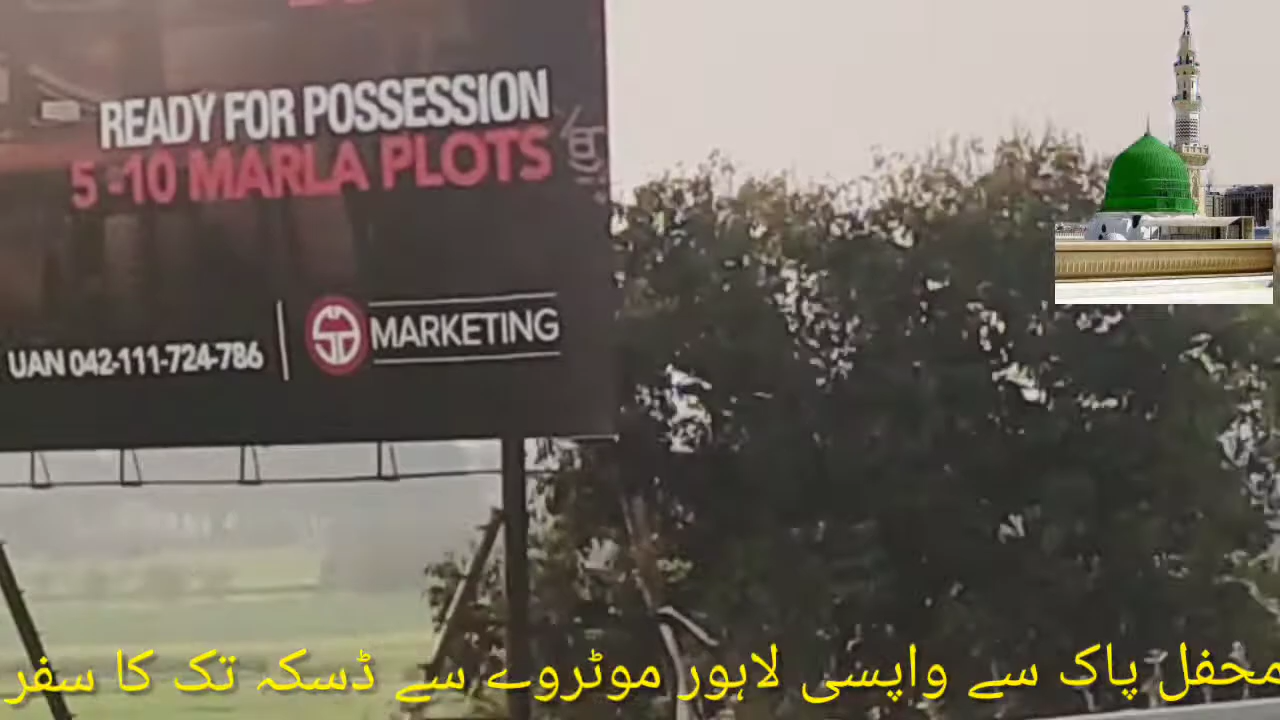 READY FOR POSSESSION
5-10 MARLA PLOTS
UAN 042-111-724-786
MARKETING
محفل پاک سے واپسی لاہور موٹروے سے ڈسکہ تک کا سفر